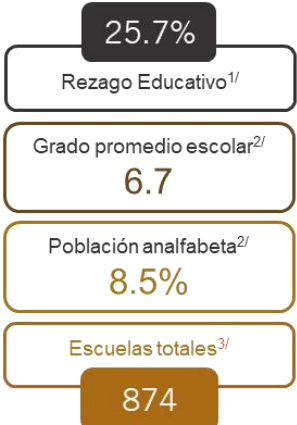 25.7%
Rezago Educativo1/
Grado promedio escolar2/
6.7
Población analfabeta2/
8.5%
Escuelas totales3/
874